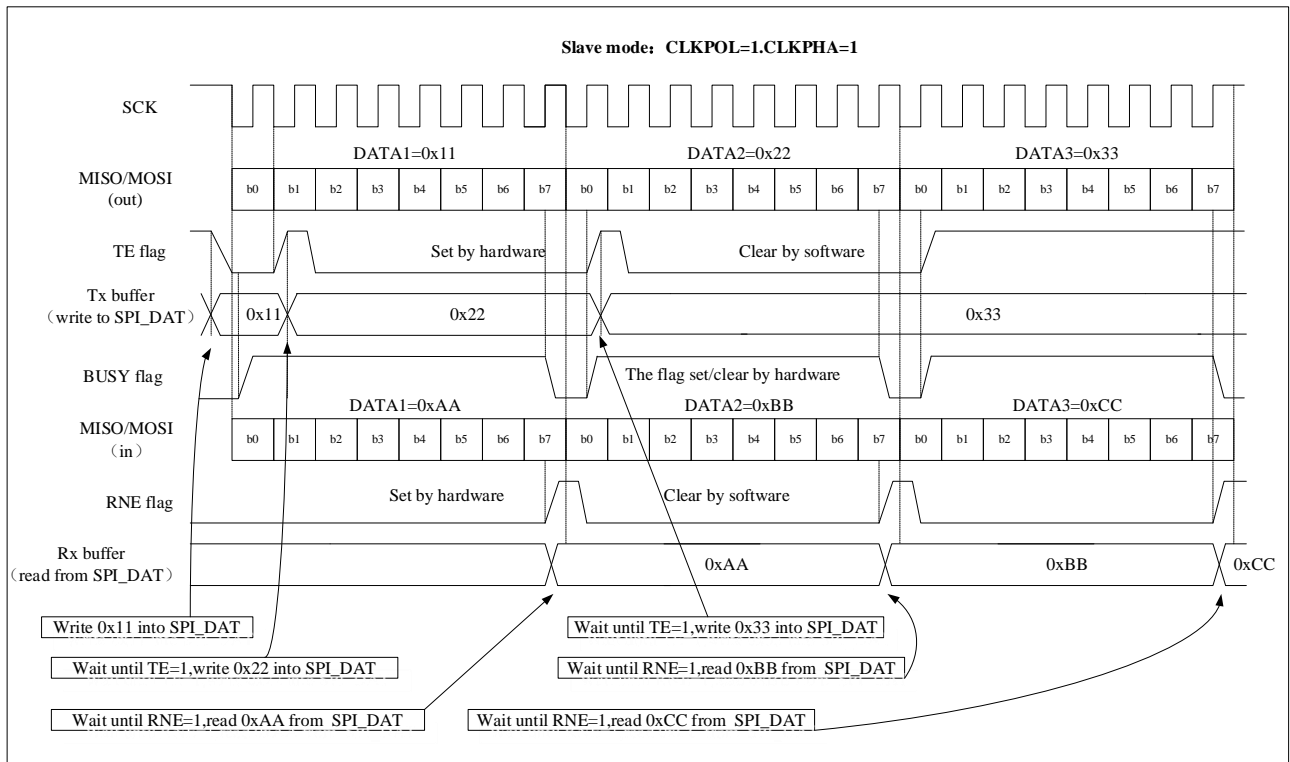 Slave mode：CLKPOL=1.CLKPHA=1
SCK
DATA1=0x11 DATA2=0x22 DATA3=0x33
MISO/MOSI
(out)
b0 b1 b2 b3 b4 b5 b6 b7 b0 b1 b2 b3 b4 b5 b6 b7 b0 b1 b2 b3 b4 b5 b6 b7
TE flag Set by hardware Clear by software
Tx buffer
（write to SPI_DAT）
0x11 0x22 0x33
BUSY flag The flag set/clear by hardware
DATA1=0xAA DATA2=0xBB DATA3=0xCC
MISO/MOSI
（in）
b0 b1 b2 b3 b4 b5 b6 b7 b0 b1 b2 b3 b4 b5 b6 b7 b0 b1 b2 b3 b4 b5 b6 b7
RNE flag Set by hardware Clear by software
Rx buffer
（read from SPI_DAT）
0xAA 0xBB 0xCC
Write 0x11 into SPI_DAT Wait until TE=1,write 0x33 into SPI_DAT
Wait until TE=1,write 0x22 into SPI_DAT Wait until RNE=1,read 0xBB from SPI_DAT
Wait until RNE=1,read 0xAA from SPI_DAT Wait until RNE=1,read 0xCC from SPI_DAT